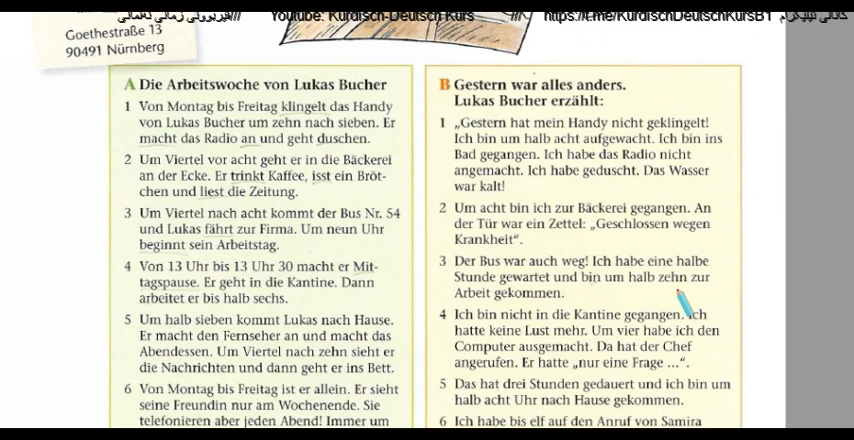 فێربوونی زمانی ئەڵمانی /// Youtube: Kurdisch-Deutsch Kurs /// https://t.me/KurdischDeutschKursB1 کاناڵی تێلیگرام
Goethestraße 13
90491 Nürnberg
A Die Arbeitswoche von Lukas Bucher
1 Von Montag bis Freitag klingelt das Handy
von Lukas Bucher um zehn nach sieben. Er
macht das Radio an und geht duschen.
2 Um Viertel vor acht geht er in die Bäckerei
an der Ecke. Er trinkt Kaffee, isst ein Bröt-
chen und liest die Zeitung.
3 Um Viertel nach acht kommt der Bus Nr. 54
und Lukas fährt zur Firma. Um neun Uhr
beginnt sein Arbeitstag.
4 Von 13 Uhr bis 13 Uhr 30 macht er Mit-
tagspause. Er geht in die Kantine. Dann
arbeitet er bis halb sechs.
5 Um halb sieben kommt Lukas nach Hause.
Er macht den Fernseher an und macht das
Abendessen. Um Viertel nach zehn sieht er
die Nachrichten und dann geht er ins Bett.
6 Von Montag bis Freitag ist er allein. Er sieht
seine Freundin nur am Wochenende. Sie
telefonieren aber jeden Abend! Immer um
B Gestern war alles anders.
Lukas Bucher erzählt:
1 „Gestern hat mein Handy nicht geklingelt!
Ich bin um halb acht aufgewacht. Ich bin ins
Bad gegangen. Ich habe das Radio nicht
angemacht. Ich habe geduscht. Das Wasser
war kalt!
2 Um acht bin ich zur Bäckerei gegangen. An
der Tür war ein Zettel: „Geschlossen wegen
Krankheit“.
3 Der Bus war auch weg! Ich habe eine halbe
Stunde gewartet und bin um halb zehn zur
Arbeit gekommen.
4 Ich bin nicht in die Kantine gegangen. Ich
hatte keine Lust mehr. Um vier habe ich den
Computer ausgemacht. Da hat der Chef
angerufen. Er hatte „nur eine Frage ...“.
5 Das hat drei Stunden gedauert und ich bin um
halb acht Uhr nach Hause gekommen.
6 Ich habe bis elf auf den Anruf von Samira